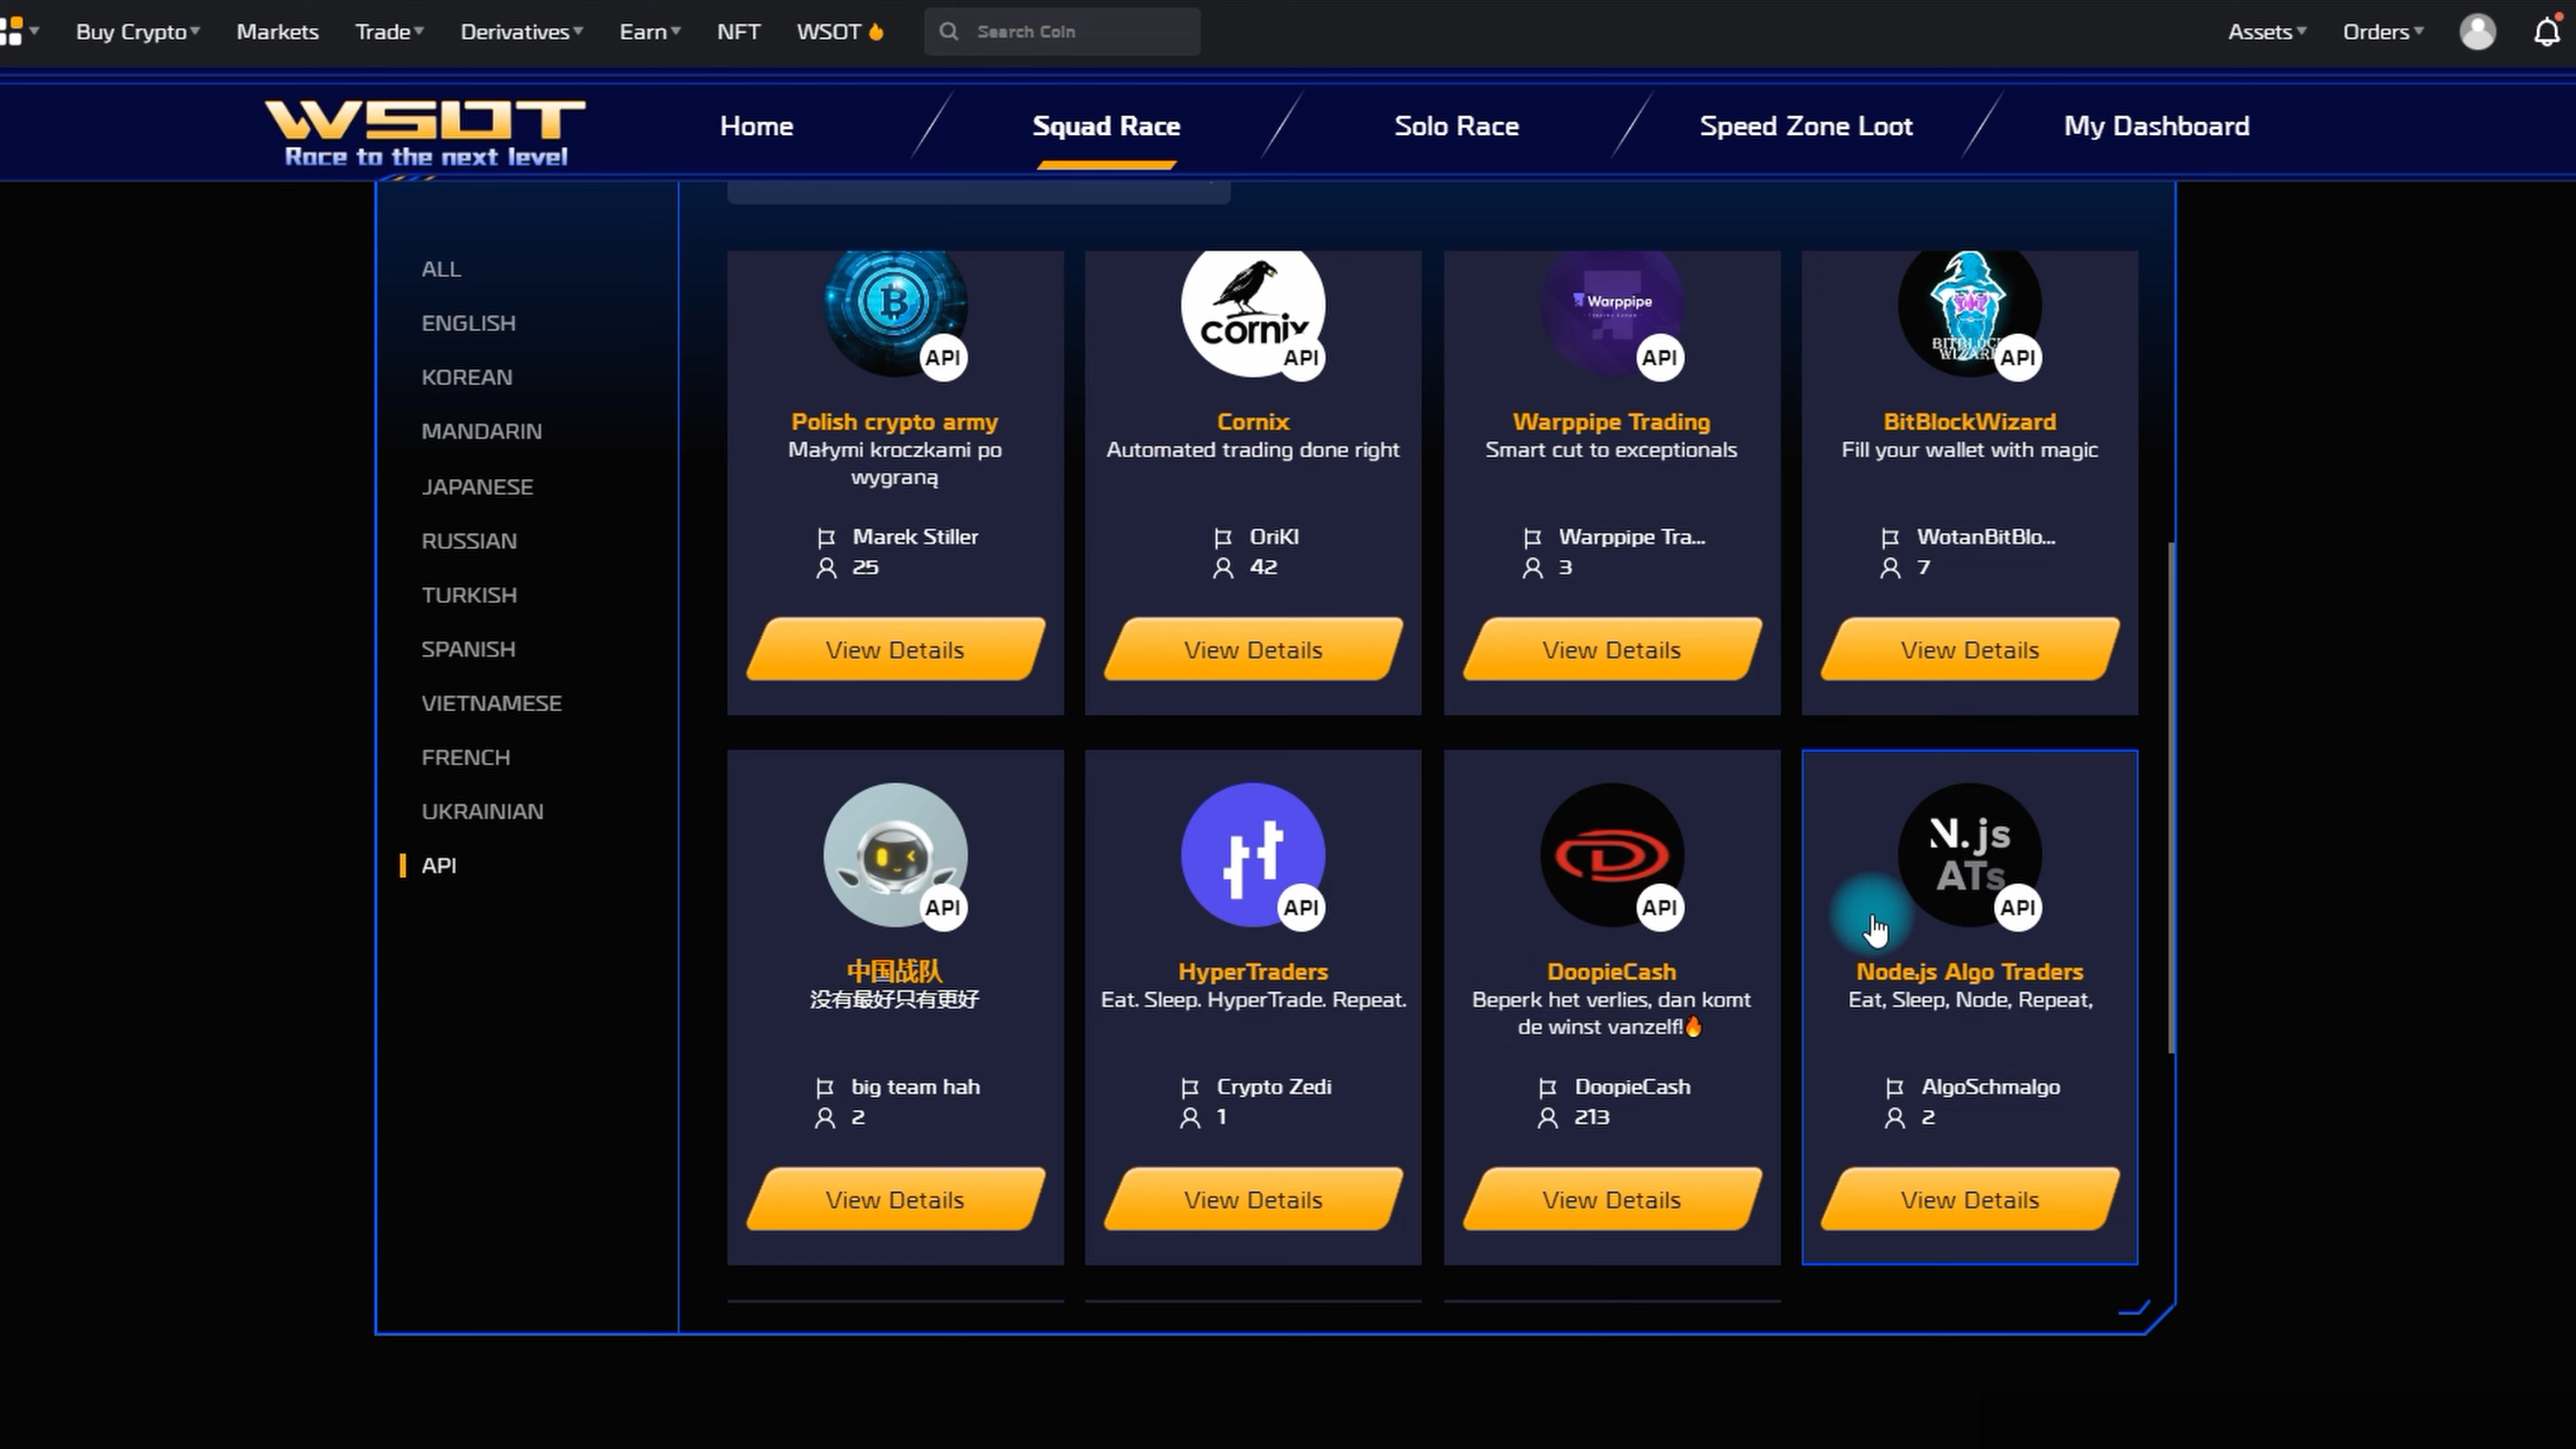 Buy Crypto Markets Trade Derivatives Earn NFT WSOT Search Coin Assets Orders
WSOT
Race to the next level
Home Squad Race Solo Race Speed Zone Loot My Dashboard
ALL
ENGLISH
KOREAN
MANDARIN
JAPANESE
RUSSIAN
TURKISH
SPANISH
VIETNAMESE
FRENCH
UKRAINIAN
API
API
Polish crypto army
Małymi kroczkami po
wygraną
Marek Stiller
25
View Details
cornix
API
Cornix
Automated trading done right
OriKI
42
View Details
Warppipe
API
Warppipe Trading
Smart cut to exceptionals
Warppipe Tra...
3
View Details
BITBLOCK
WIZARD
API
BitBlockWizard
Fill your wallet with magic
WotanBitBlo...
7
View Details
API
中国战队
没有最好只有更好
big team hah
2
View Details
API
HyperTraders
Eat. Sleep. HyperTrade. Repeat.
Crypto Zedi
1
View Details
D
API
DoopieCash
Beperk het verlies, dan komt
de winst vanzelf!🔥
DoopieCash
213
View Details
N.js
ATs
API
Node.js Algo Traders
Eat, Sleep, Node, Repeat,
AlgoSchmalgo
2
View Details